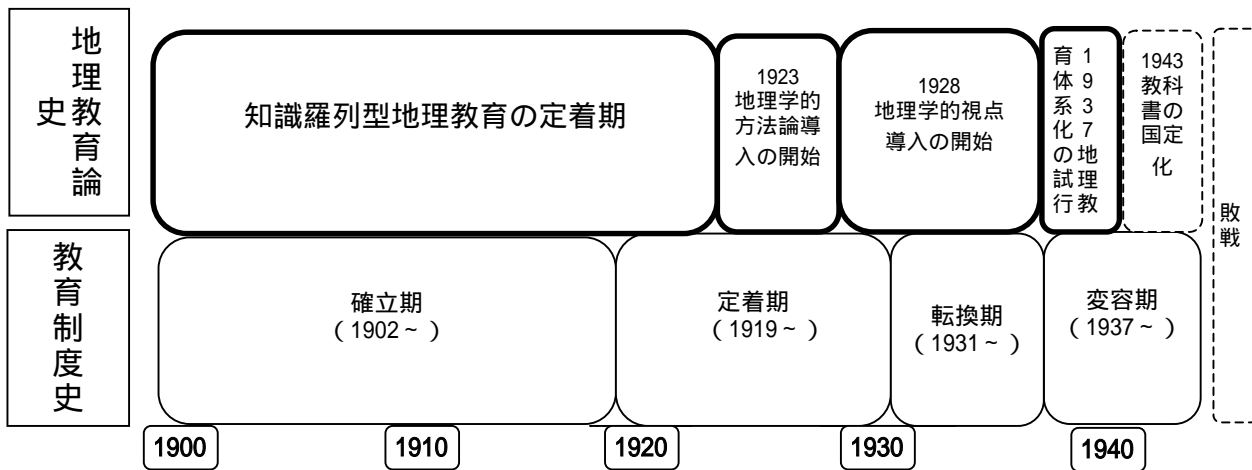 地理教育論史
知識羅列型地理教育の定着期
1923
地理学的
方法論導
入の開始
1928
地理学的視点
導入の開始
1937地理教
育体系化の試行
1943
教科
書の
国定
化
敗戦
教育制度史
確立期
(1902~ )
定着期
(1919~ )
転換期
(1931~ )
変容期
(1937~ )
1900
1910
1920
1930
1940